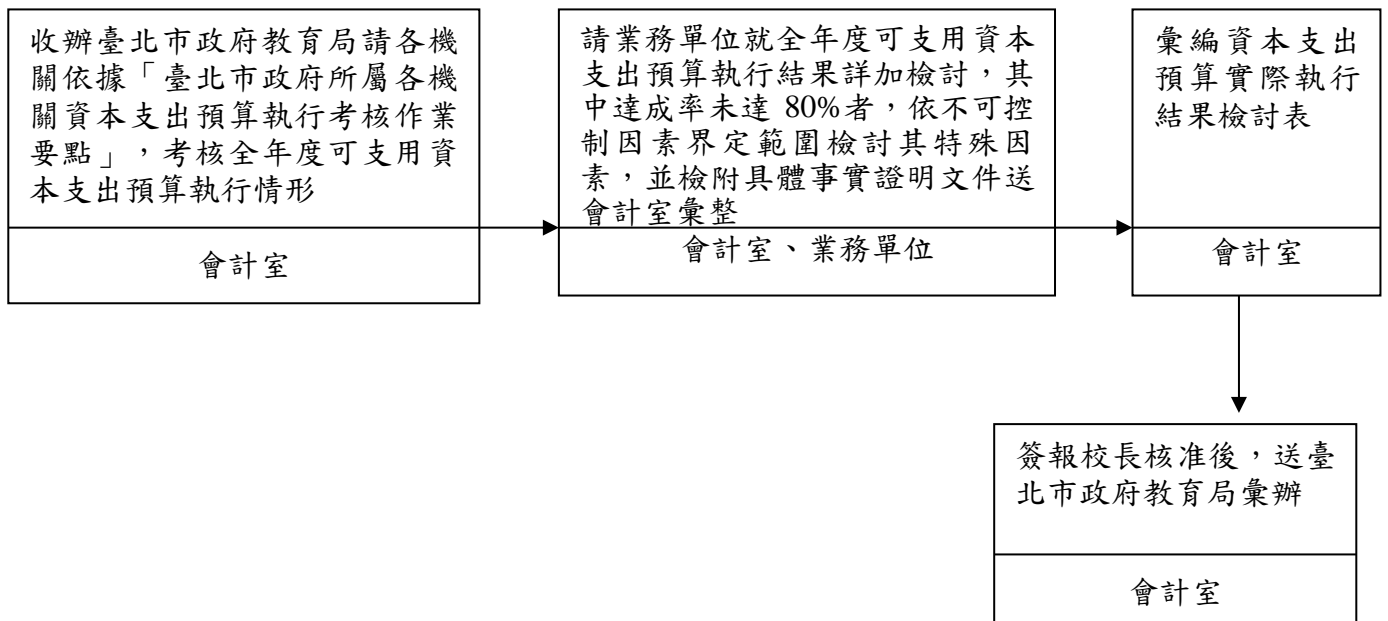 收辦臺北市政府教育局請各機
關依據「臺北市政府所屬各機
關資本支出預算執行考核作業
要點」，考核全年度可支用資
本支出預算執行情形
會計室
請業務單位就全年度可支用資本
支出預算執行結果詳加檢討，其
中達成率未達 80%者，依不可控
制因素界定範圍檢討其特殊因
素，並檢附具體事實證明文件送
會計室彙整
會計室、業務單位
彙編資本支出
預算實際執行
結果檢討表
會計室
簽報校長核准後，送臺
北市政府教育局彙辦
會計室